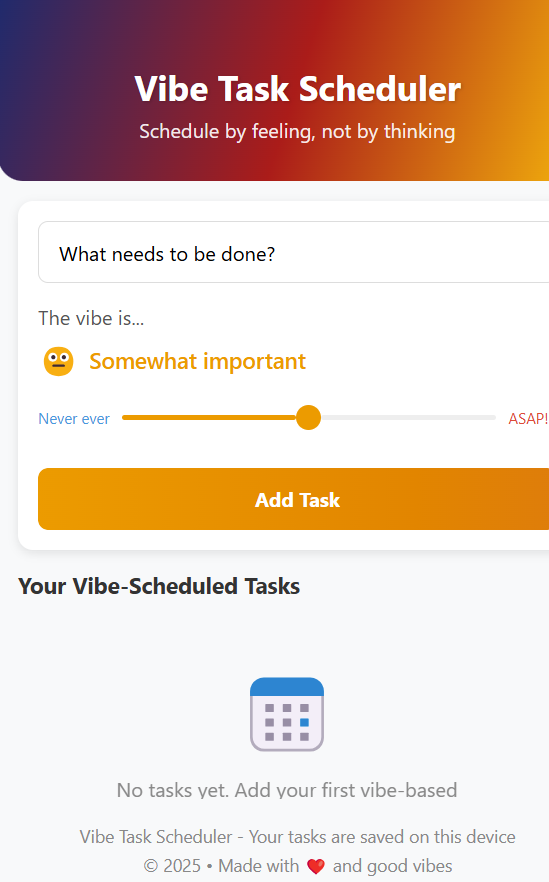 Vibe Task Scheduler
Schedule by feeling, not by thinking
What needs to be done?
The vibe is...
Somewhat important
Never ever
ASAP!
Add Task
Your Vibe-Scheduled Tasks
No tasks yet. Add your first vibe-based
Vibe Task Scheduler - Your tasks are saved on this device
© 2025 • Made with ❤️ and good vibes